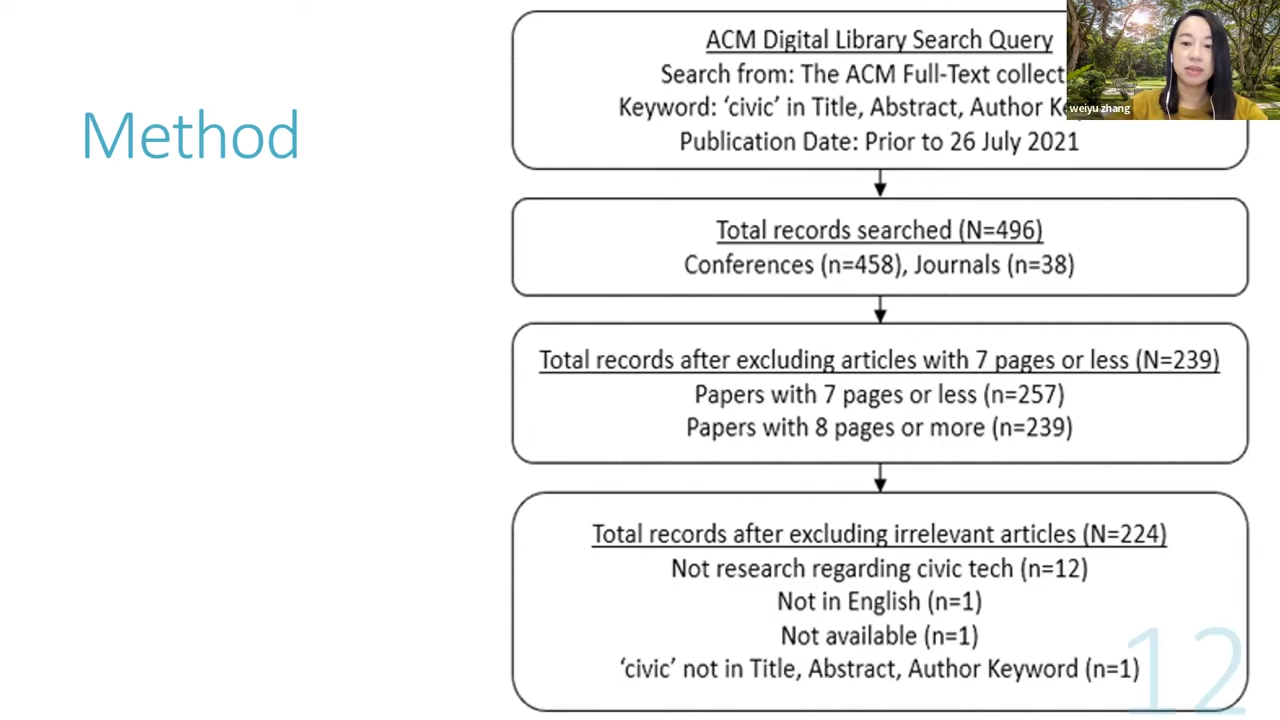 Method
ACM Digital Library Search Query
Search from: The ACM Full-Text
Keyword: ‘civic’ in Title, Abstract, Author
Publication Date: Prior to 26 July 2021
weiyu zhang
Total records searched (N=496)
Conferences (n=458), Journals (n=38)
Total records after excluding articles with 7 pages or less (N=239)
Papers with 7 pages or less (n=257)
Papers with 8 pages or more (n=239)
Total records after excluding irrelevant articles (N=224)
Not research regarding civic tech (n=12)
Not in English (n=1)
Not available (n=1)
‘civic’ not in Title, Abstract, Author Keyword (n=1)
12